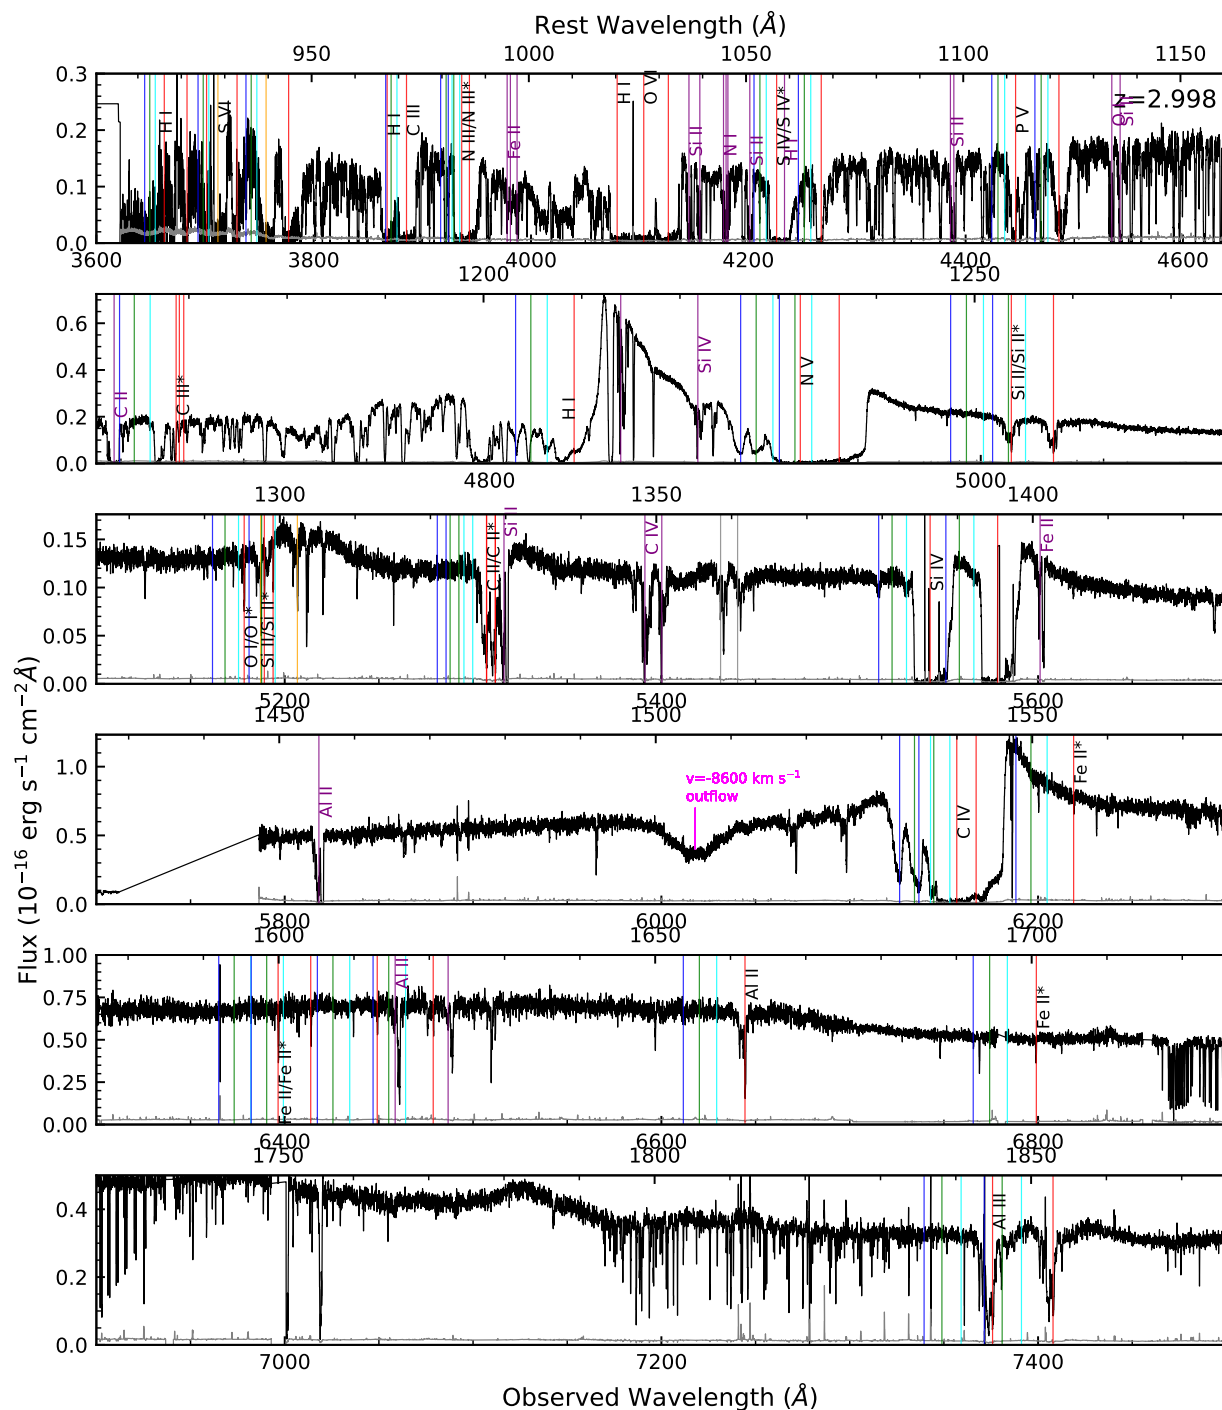 Rest Wavelength (Å)
950 1000 1050 1100 1150
0.3
0.2
0.1
0.0
H I
S VI
H I
C III
N III/N III*
Fe II
H I
O VI
Si II
N I
Si II
S IV/S IV*
H I
Si II
P V
z=2.998
3600 3800 4000 4200 4400 4600
1200 1250
0.6
0.4
0.2
0.0
C II
C III*
H I
Si IV
N V
Si II/Si II*
4800 5000
1300 1350 1400
0.15
0.10
0.05
0.00
O I/O I*
Si II/Si II*
C II/C II*
C IV
Si IV
Fe II
5200 5400 5600
1450 1500 1550
Flux (10⁻¹⁶ erg s⁻¹ cm⁻²Å)
1.0
0.5
0.0
Al II
v=-8600 km s⁻¹
outflow
C IV
Fe II*
5800 6000 6200
1600 1650 1700
1.00
0.75
0.50
0.25
0.00
Fe II/Fe II*
Al III
Al II
Fe II*
6400 6600 6800
1750 1800 1850
0.4
0.2
0.0
Al III
7000 7200 7400
Observed Wavelength (Å)